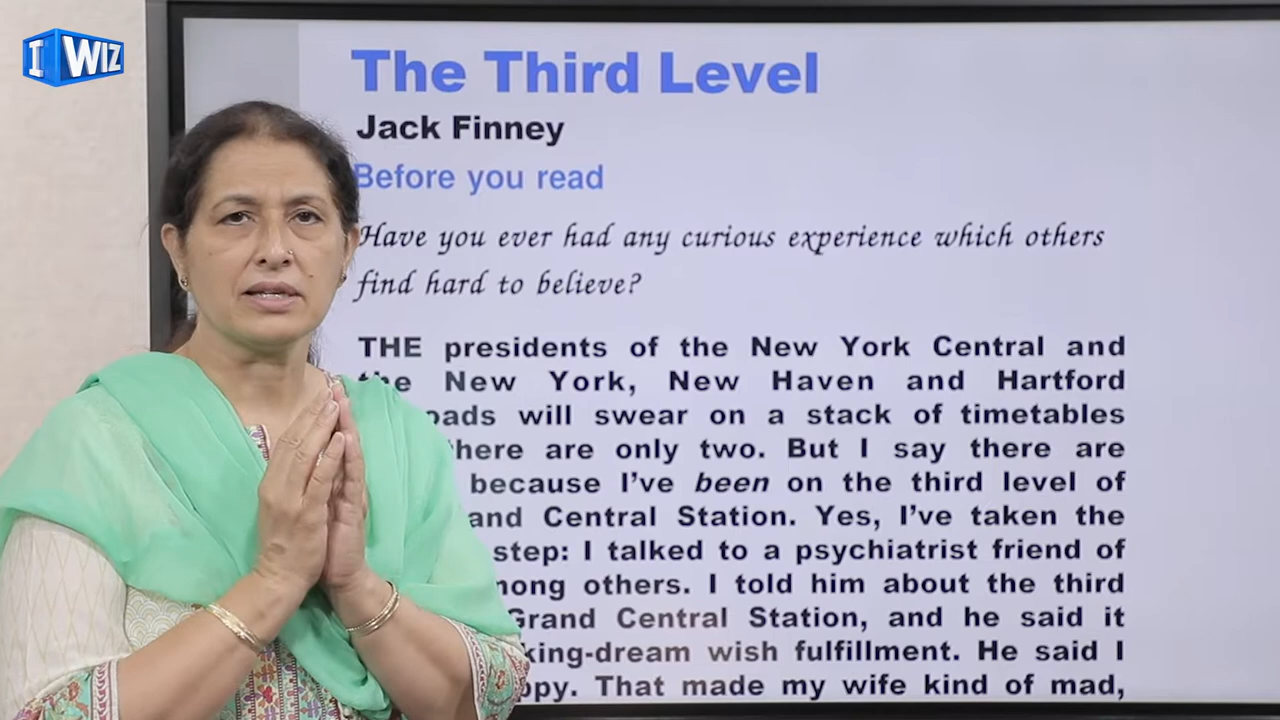 I WIZ
The Third Level
Jack Finney
Before you read
Have you ever had any curious experience which others
find hard to believe?
THE presidents of the New York Central and
the New York, New Haven and Hartford
will swear on a stack of timetables
there are only two. But I say there are
because I've been on the third level of
Central Station. Yes, I've taken the
step: I talked to a psychiatrist friend of
among others. I told him about the third
Grand Central Station, and he said it
wish fulfillment. He said I
That made my wife kind of mad,